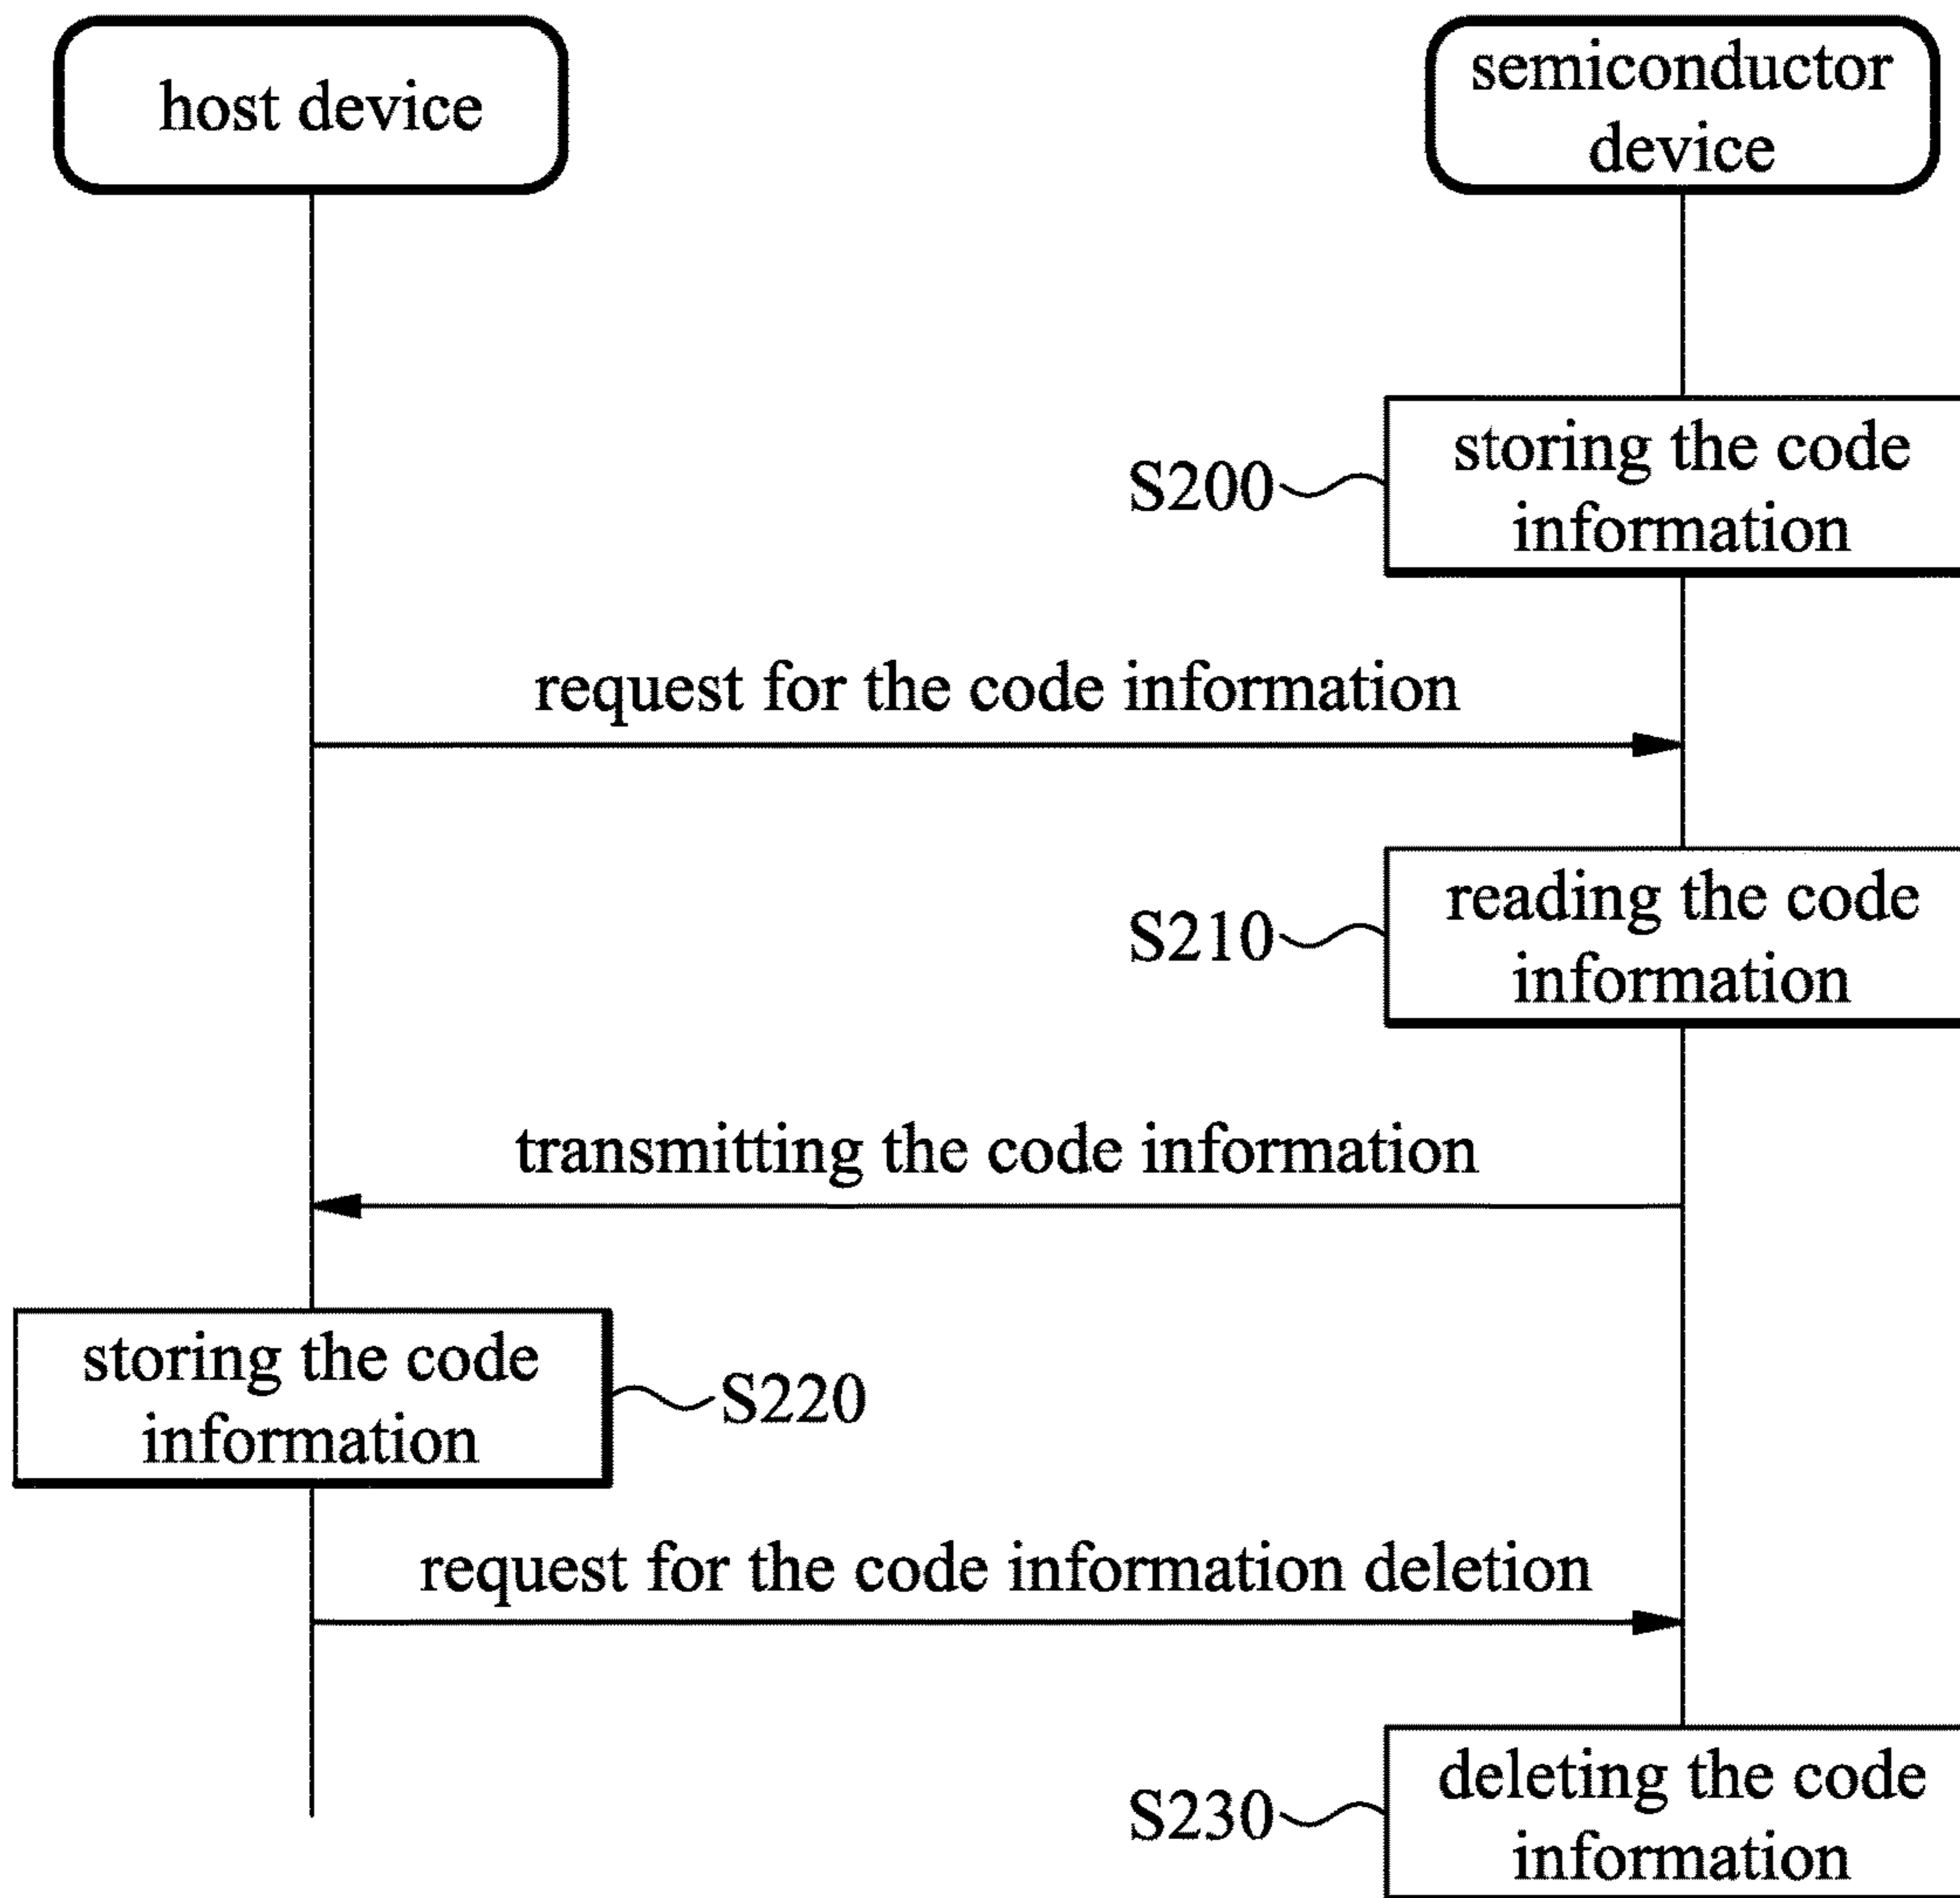 host device
semiconductor
device
S200
storing the code
information
request for the code information
S210
reading the code
information
transmitting the code information
storing the code
information
S220
request for the code information deletion
S230
deleting the code
information